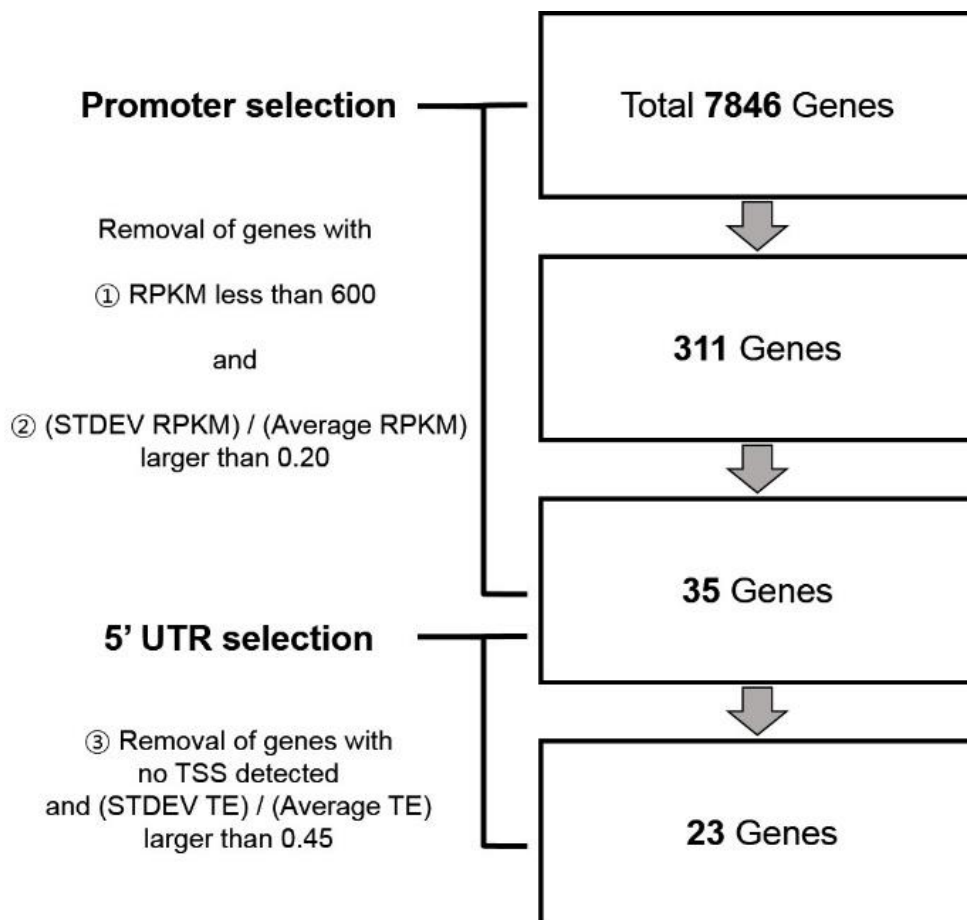 Promoter selection
Total 7846 Genes
Removal of genes with
① RPKM less than 600
and
② (STDEV RPKM) / (Average RPKM)
larger than 0.20
311 Genes
35 Genes
5’ UTR selection
③ Removal of genes with
no TSS detected
and (STDEV TE) / (Average TE)
larger than 0.45
23 Genes